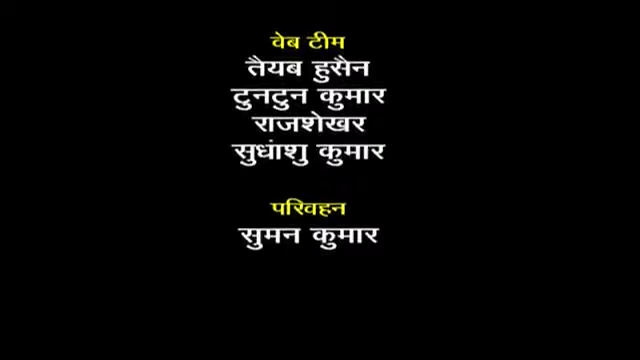 वेब टीम
तैयब हुसैन
टुनटुन कुमार
राजशेखर
सुधांशु कुमार
परिवहन
सुमन कुमार